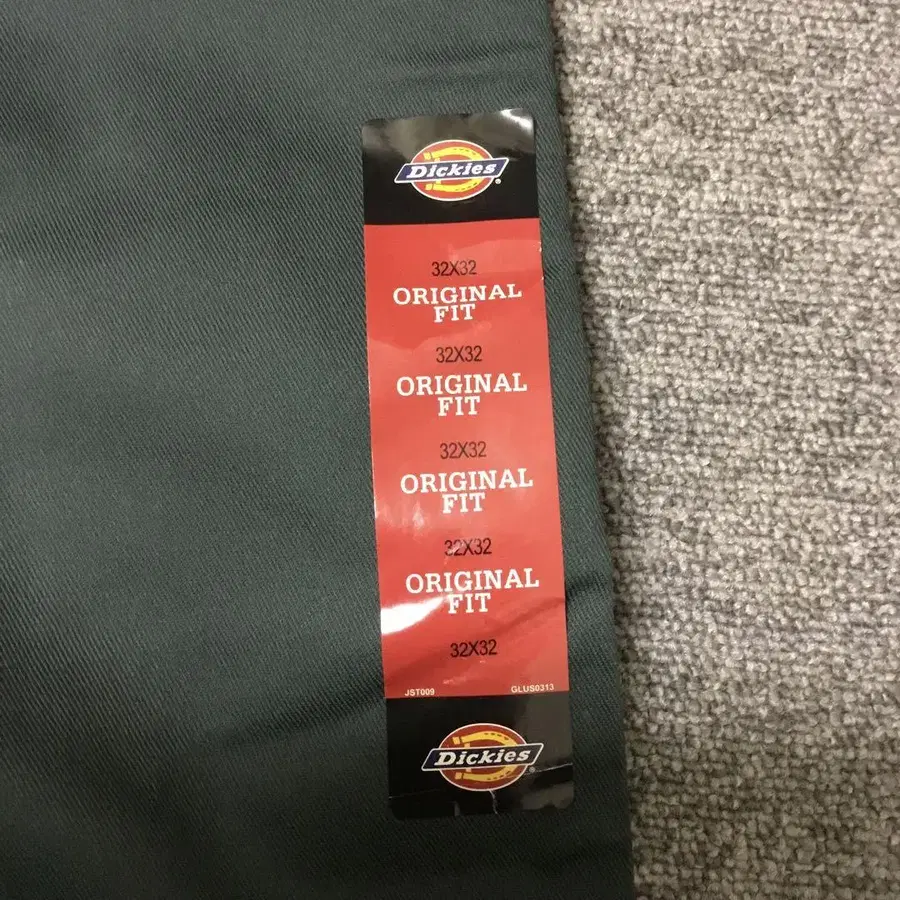 Dickies
32X32
ORIGINAL
FIT
32X32
ORIGINAL
FIT
32X32
ORIGINAL
FIT
32X32
ORIGINAL
FIT
32X32
JST009 GLUS0313
Dickies